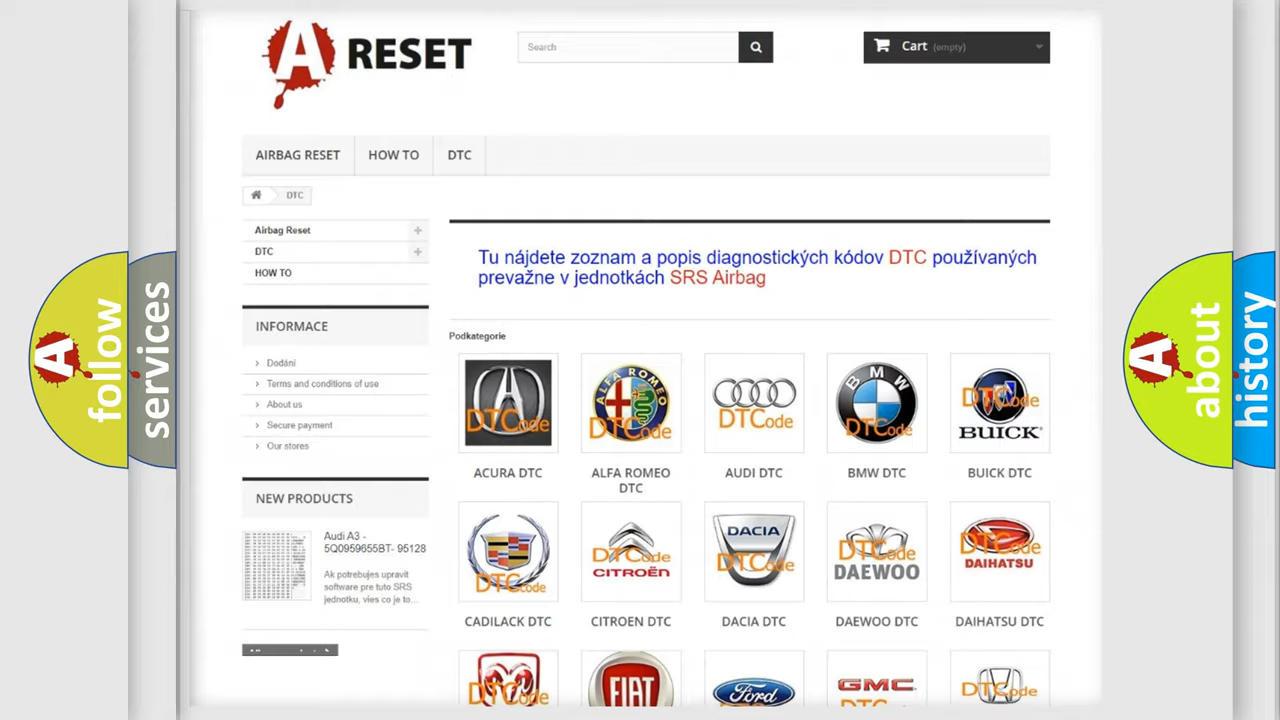 A RESET
Search
Cart (empty)
AIRBAG RESET
HOW TO
DTC
DTC
Airbag Reset
DTC
HOW TO
INFORMACE
Dodání
Terms and conditions of use
About us
Secure payment
Our stores
NEW PRODUCTS
Audi A3 -
5Q0959655BT- 95128
Ak potrebujes upravit
software pre tuto SRS
jednotku, vies co je to...
Tu nájdete zoznam a popis diagnostických kódov DTC používaných
prevažne v jednotkách SRS Airbag
Podkategorie
DTCode
ALFA ROMEO
DTCode
DTCode
BMW
DTCode
DTCode
BUICK
ACURA DTC
ALFA ROMEO
DTC
AUDI DTC
BMW DTC
BUICK DTC
DTCode
DTCode
CITROËN
DACIA
DTCode
DTCode
DAEWOO
DTCode
DAIHATSU
CADILACK DTC
CITROEN DTC
DACIA DTC
DAEWOO DTC
DAIHATSU DTC
DTCode
FIAT
Ford
GMC
DTCode
A follow
services
A about
history